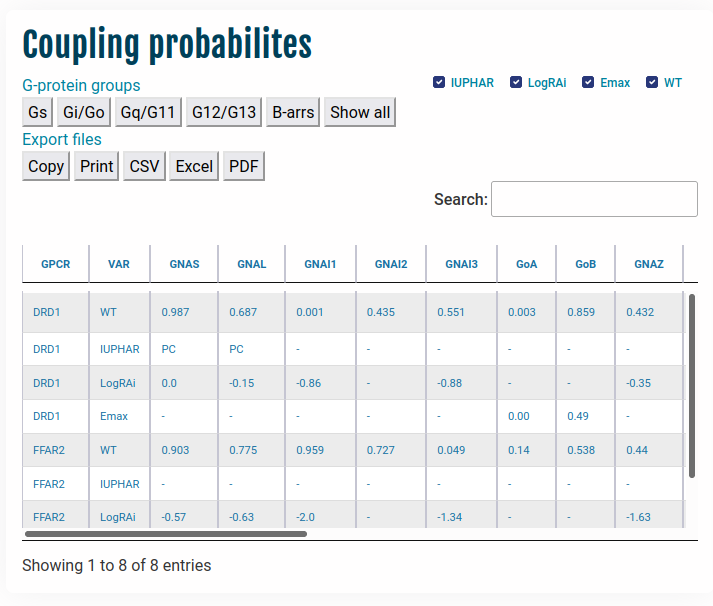 Coupling probabilites
G-protein groups
IUPHAR LogRAi Emax WT
Gs Gi/Go Gq/G11 G12/G13 B-arrs Show all
Export files
Copy Print CSV Excel PDF
Search:
GPCR VAR GNAS GNAL GNAI1 GNAI2 GNAI3 GoA GoB GNAZ
DRD1 WT 0.987 0.687 0.001 0.435 0.551 0.003 0.859 0.432
DRD1 IUPHAR PC PC - - - - - -
DRD1 LogRAi 0.0 -0.15 -0.86 - -0.88 - - -0.35
DRD1 Emax - - - - - 0.00 0.49 -
FFAR2 WT 0.903 0.775 0.959 0.727 0.049 0.14 0.538 0.44
FFAR2 IUPHAR - - - - - - - -
FFAR2 LogRAi -0.57 -0.63 -2.0 - -1.34 - - -1.63
Showing 1 to 8 of 8 entries